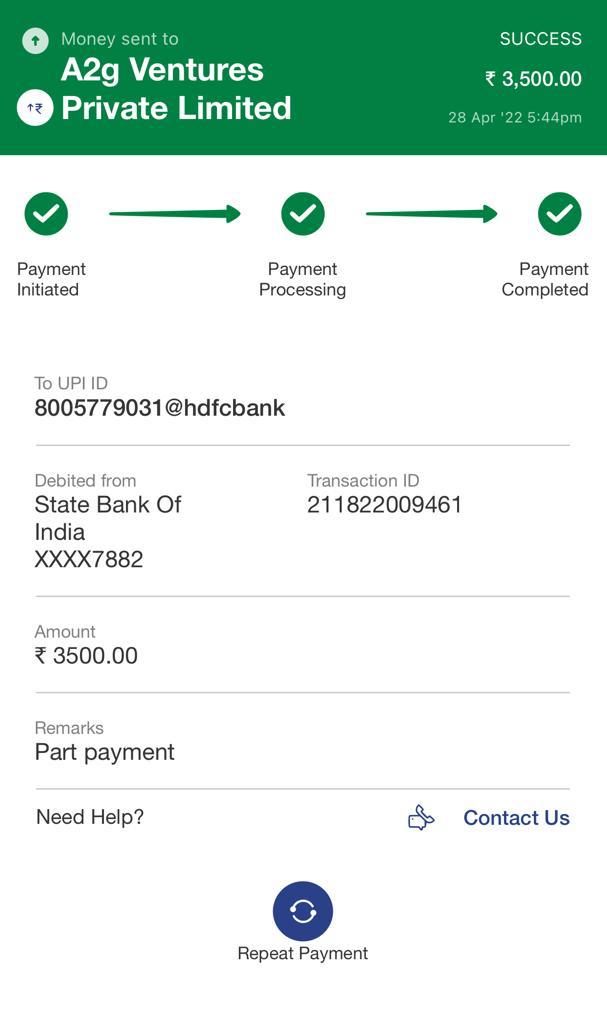 Money sent to
A2g Ventures
Private Limited
SUCCESS
₹ 3,500.00
28 Apr '22 5:44pm
↑₹
Payment
Initiated
Payment
Processing
Payment
Completed
To UPI ID
8005779031@hdfcbank
Debited from
State Bank Of
India
XXXX7882
Transaction ID
211822009461
Amount
₹ 3500.00
Remarks
Part payment
Need Help?
Contact Us
Repeat Payment